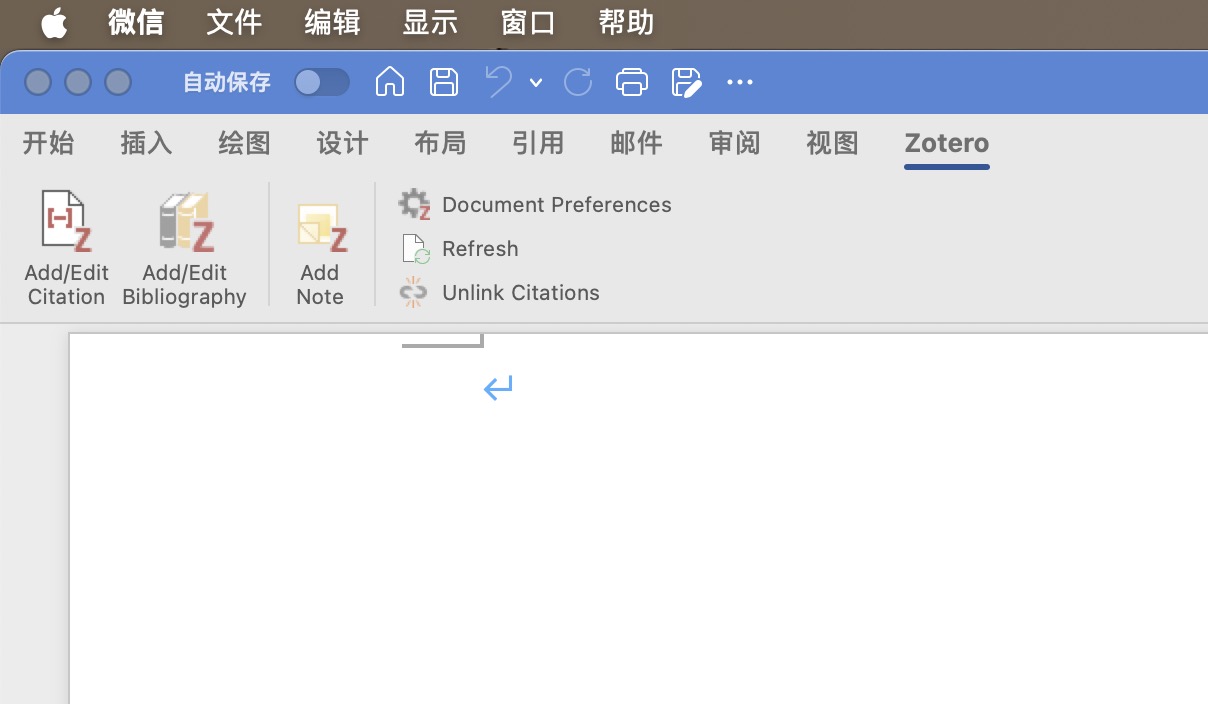 微信 文件 编辑 显示 窗口 帮助
自动保存
开始 插入 绘图 设计 布局 引用 邮件 审阅 视图 Zotero
Add/Edit Citation
Add/Edit Bibliography
Add Note
Document Preferences
Refresh
Unlink Citations